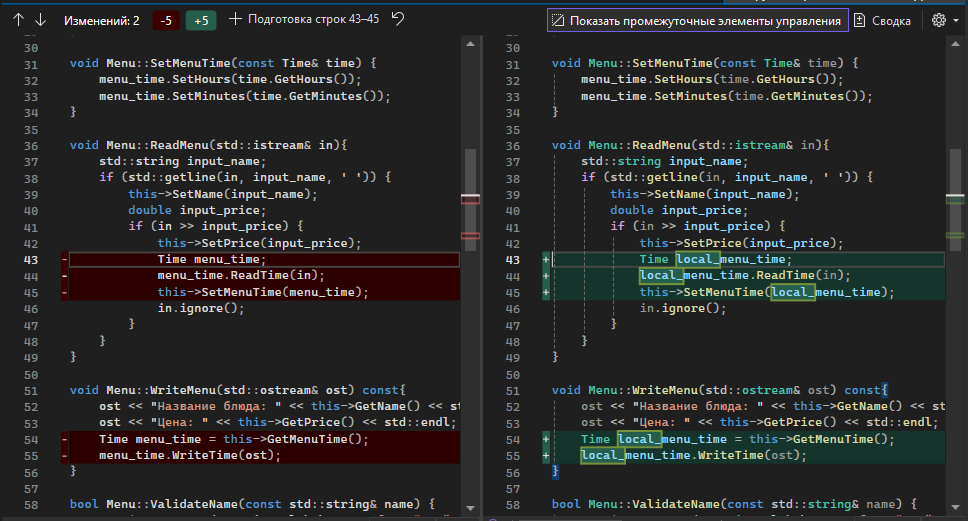 Изменений: 2 -5 +5 Подготовка строк 43–45 Показать промежуточные элементы управления Сводка
30
31 void Menu::SetMenuTime(const Time& time) {
32 menu_time.SetHours(time.GetHours());
33 menu_time.SetMinutes(time.GetMinutes());
34 }
35
36 void Menu::ReadMenu(std::istream& in){
37 std::string input_name;
38 if (std::getline(in, input_name, ' ')) {
39 this->SetName(input_name);
40 double input_price;
41 if (in >> input_price) {
42 this->SetPrice(input_price);
43 - Time menu_time;
44 - menu_time.ReadTime(in);
45 - this->SetMenuTime(menu_time);
46 in.ignore();
47 }
48 }
49 }
50
51 void Menu::WriteMenu(std::ostream& ost) const{
52 ost << "Название блюда: " << this->GetName() << st
53 ost << "Цена: " << this->GetPrice() << std::endl;
54 - Time menu_time = this->GetMenuTime();
55 - menu_time.WriteTime(ost);
56 }
57
58 bool Menu::ValidateName(const std::string& name) {
30
31 void Menu::SetMenuTime(const Time& time) {
32 menu_time.SetHours(time.GetHours());
33 menu_time.SetMinutes(time.GetMinutes());
34 }
35
36 void Menu::ReadMenu(std::istream& in){
37 std::string input_name;
38 if (std::getline(in, input_name, ' ')) {
39 this->SetName(input_name);
40 double input_price;
41 if (in >> input_price) {
42 this->SetPrice(input_price);
43 + Time local_menu_time;
44 + local_menu_time.ReadTime(in);
45 + this->SetMenuTime(local_menu_time);
46 in.ignore();
47 }
48 }
49 }
50
51 void Menu::WriteMenu(std::ostream& ost) const{
52 ost << "Название блюда: " << this->GetName() << st
53 ost << "Цена: " << this->GetPrice() << std::endl;
54 + Time local_menu_time = this->GetMenuTime();
55 + local_menu_time.WriteTime(ost);
56 }
57
58 bool Menu::ValidateName(const std::string& name) {